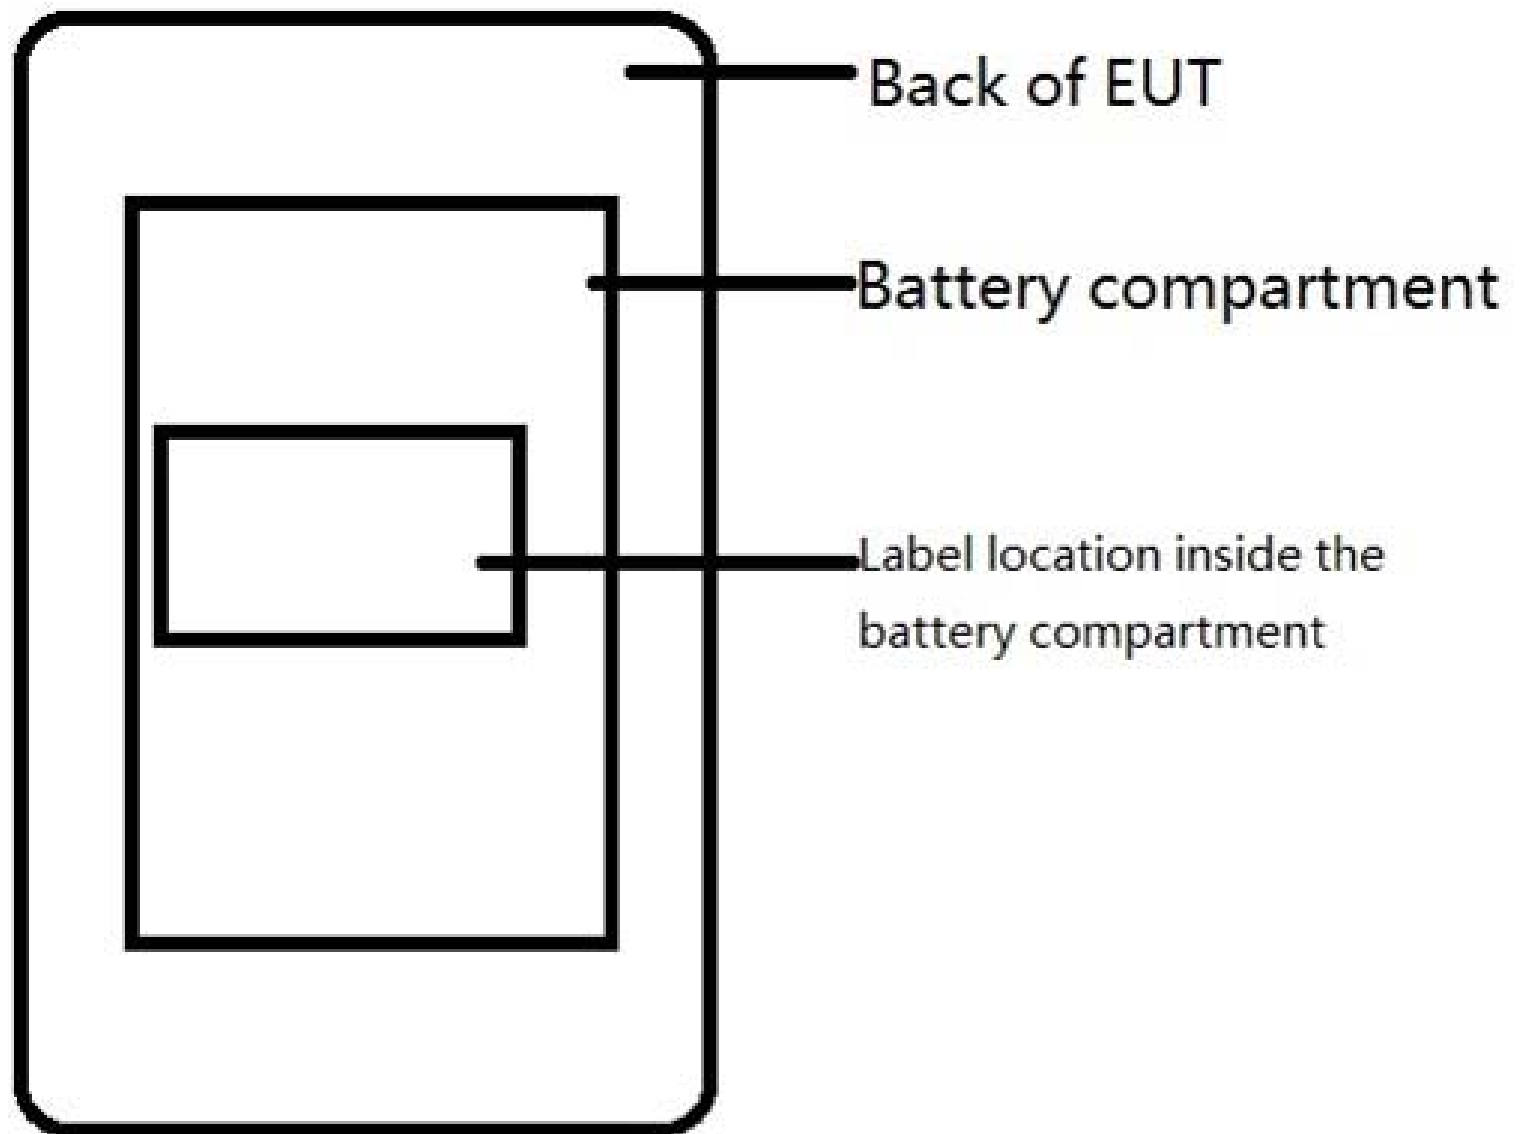 Back of EUT
Battery compartment
Label location inside the
battery compartment